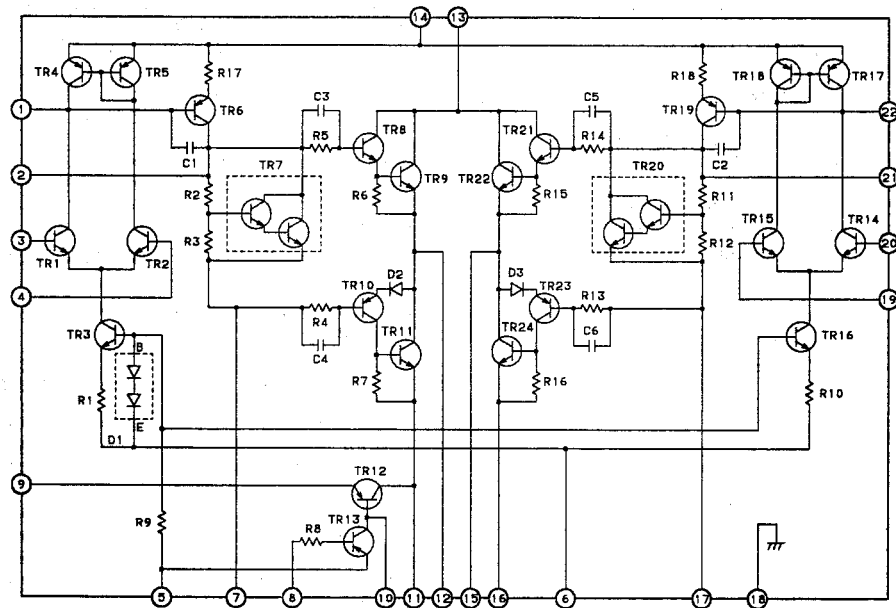 14 13
TR4 TR5 R17 R18 TR18 TR17
1 TR6 C3 C5 TR19 22
C1 R5 TR8 TR21 R14 C2
2 TR7 TR9 TR22 TR20 21
R2 R6 R15 R11
3 R3 R12 TR15 TR14 20
TR1 TR2 D2 D3
4 TR10 TR23 R13 19
TR3 R4 TR11 TR24 C6 TR16
B C4
R1 R7 R16 R10
E
D1
9 TR12
R9 R8 TR13
5 7 8 10 11 12 15 16 6 17 18